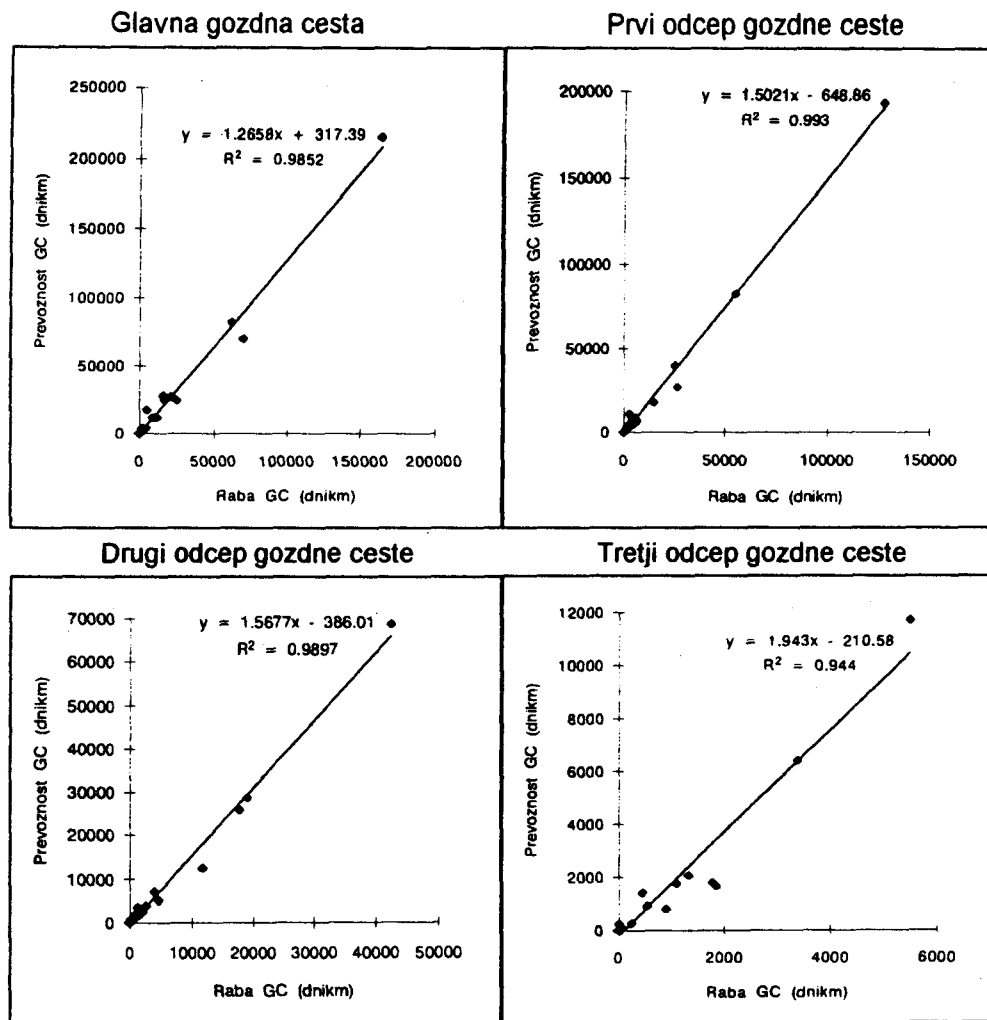 Glavna gozdna cesta
Prevoznost GC (dnikm)
250000
200000
150000
100000
50000
0
y = 1.2658x + 317.39
R² = 0.9852
0 50000 100000 150000 200000
Raba GC (dnikm)
Prvi odcep gozdne ceste
Prevoznost GC (dnikm)
200000
150000
100000
50000
0
y = 1.5021x - 648.86
R² = 0.993
0 50000 100000 150000
Raba GC (dnikm)
Drugi odcep gozdne ceste
Prevoznost GC (dnikm)
70000
60000
50000
40000
30000
20000
10000
0
y = 1.5677x - 386.01
R² = 0.9897
0 10000 20000 30000 40000 50000
Raba GC (dnikm)
Tretji odcep gozdne ceste
Prevoznost GC (dnikm)
12000
10000
8000
6000
4000
2000
0
y = 1.943x - 210.58
R² = 0.944
0 2000 4000 6000
Raba GC (dnikm)